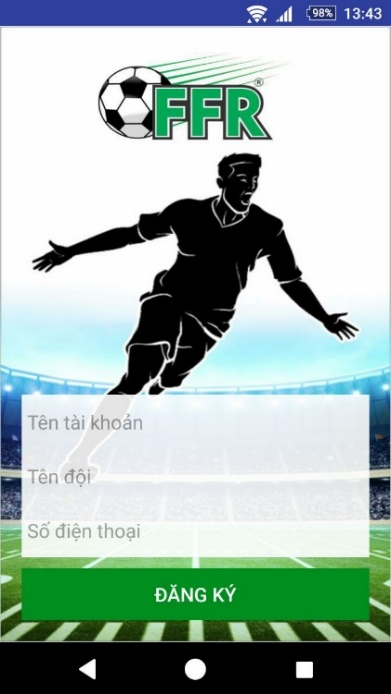 98% 13:43
FFR®
Tên tài khoản
Tên đội
Số điện thoại
ĐĂNG KÝ